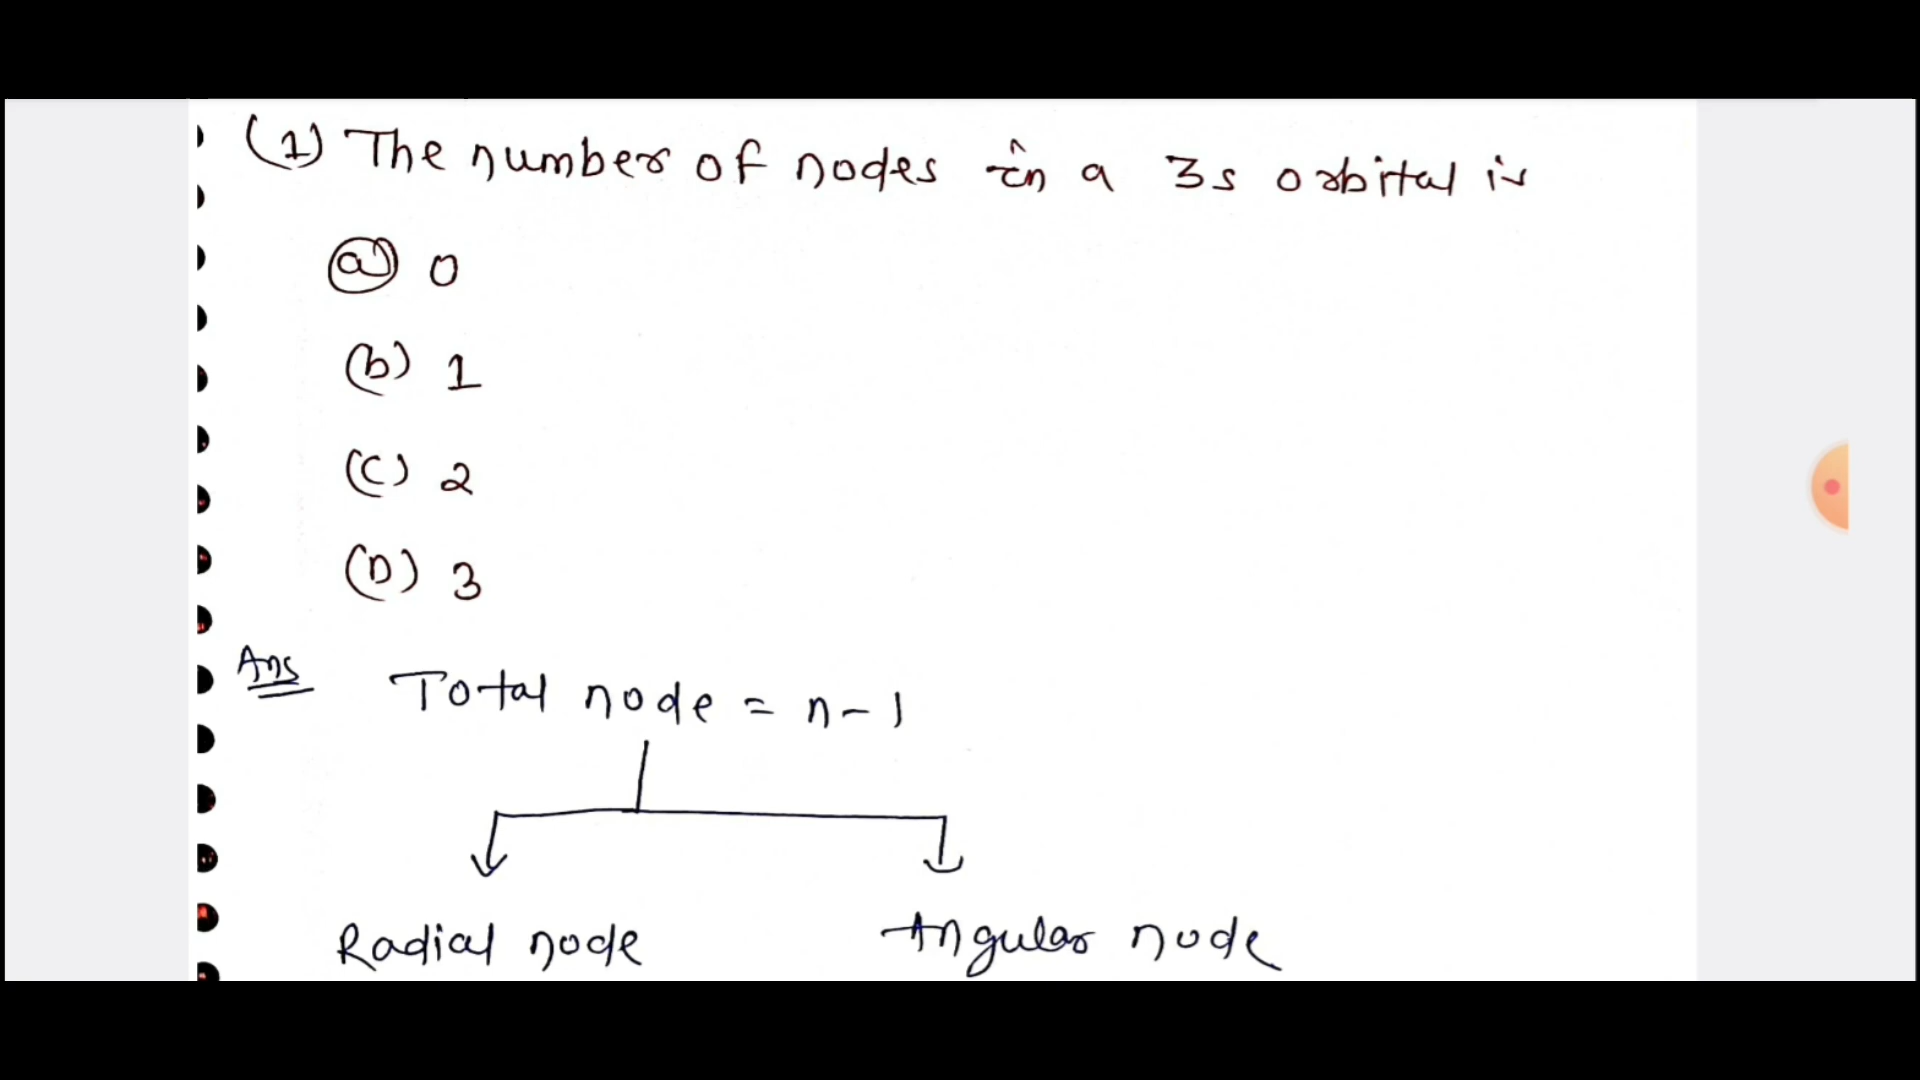 (1) The number of nodes in a 3s orbital is
(a) 0
(b) 1
(C) 2
(D) 3
Ans Total node = n-1
Radial node Angular node